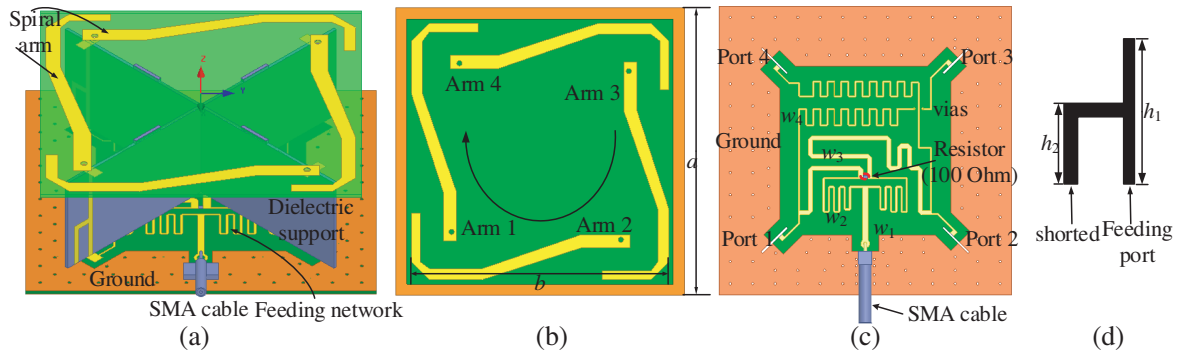 Spiral
arm
z
Y
Dielectric
support
Ground
SMA cable
Feeding network
(a)
Arm 4
Arm 3
Arm 1
Arm 2
b
a
(b)
Port 4
Port 3
vias
w4
Ground
w3
Resistor
(100 Ohm)
w2
w1
Port 1
Port 2
SMA cable
(c)
h1
h2
shorted
Feeding
port
(d)